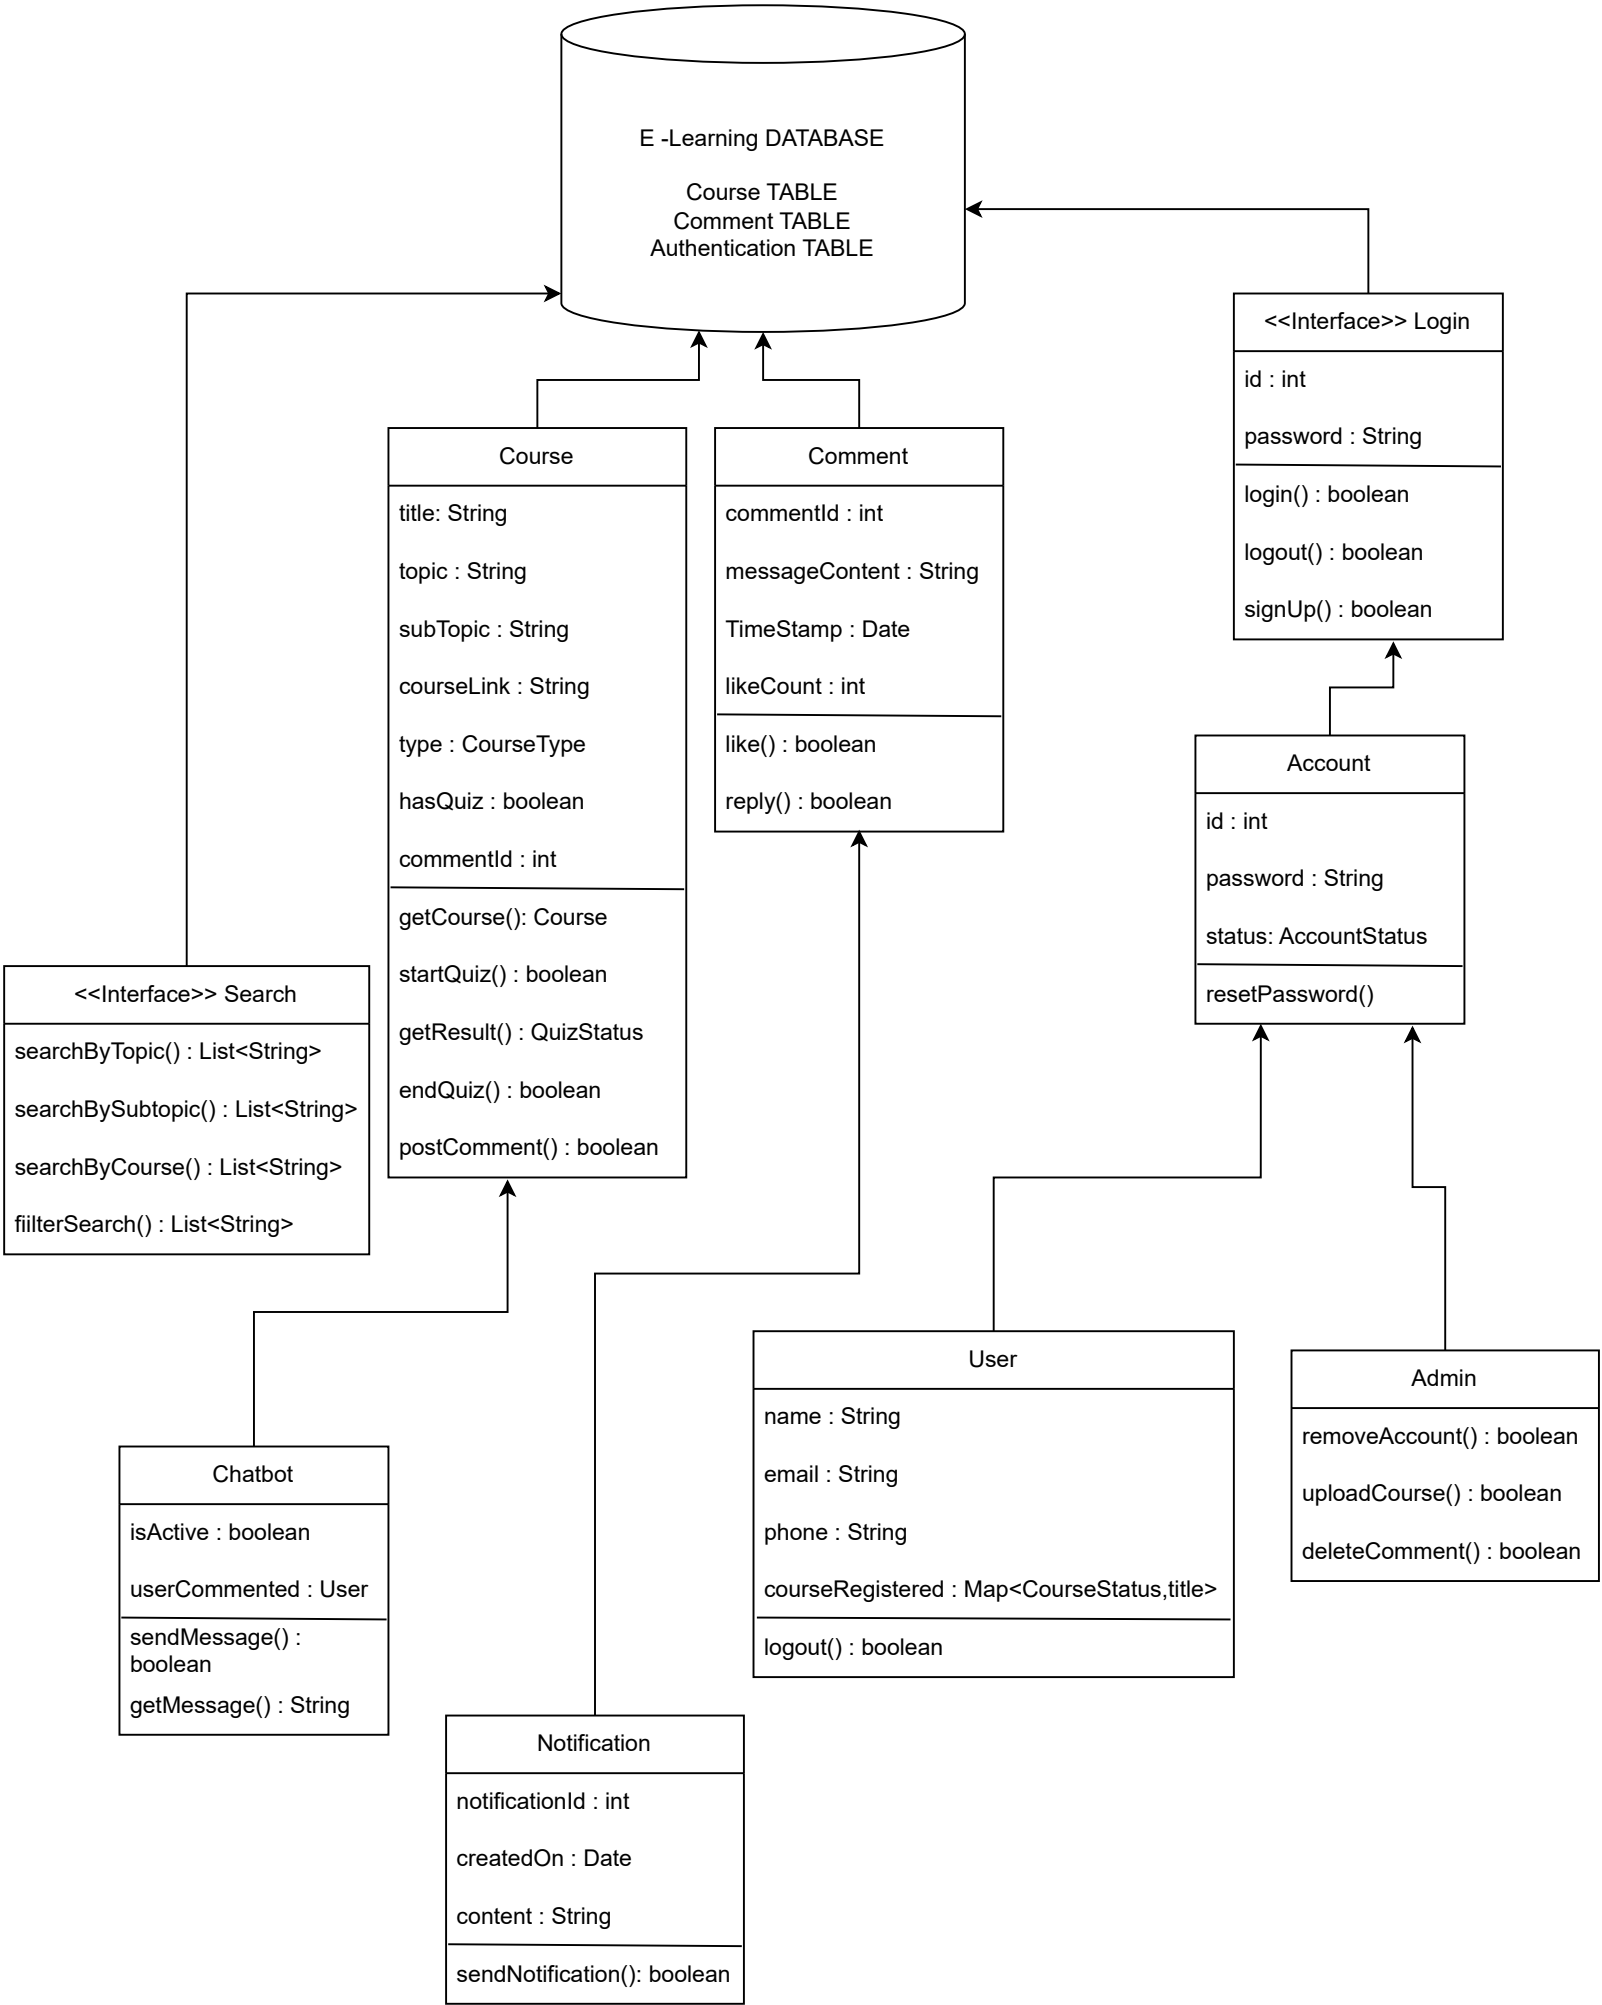 E -Learning DATABASE
Course TABLE
Comment TABLE
Authentication TABLE
<<Interface>> Login
id : int
password : String
login() : boolean
logout() : boolean
signUp() : boolean
Course
title: String
topic : String
subTopic : String
courseLink : String
type : CourseType
hasQuiz : boolean
commentId : int
getCourse(): Course
startQuiz() : boolean
getResult() : QuizStatus
endQuiz() : boolean
postComment() : boolean
Comment
commentId : int
messageContent : String
TimeStamp : Date
likeCount : int
like() : boolean
reply() : boolean
Account
id : int
password : String
status: AccountStatus
resetPassword()
<<Interface>> Search
searchByTopic() : List<String>
searchBySubtopic() : List<String>
searchByCourse() : List<String>
fiilterSearch() : List<String>
User
name : String
email : String
phone : String
courseRegistered : Map<CourseStatus,title>
logout() : boolean
Admin
removeAccount() : boolean
uploadCourse() : boolean
deleteComment() : boolean
Chatbot
isActive : boolean
userCommented : User
sendMessage() :
boolean
getMessage() : String
Notification
notificationId : int
createdOn : Date
content : String
sendNotification(): boolean